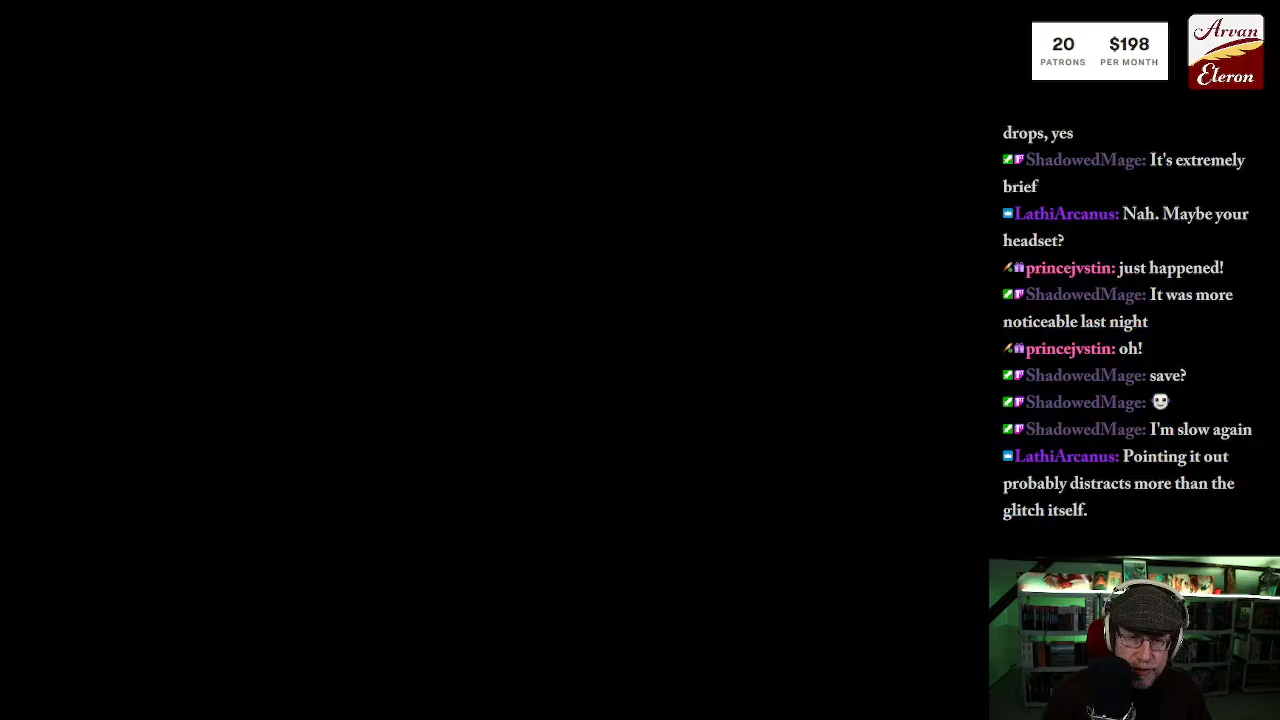 20 $198
PATRONS PER MONTH
Arvan
Eleron
drops, yes
ShadowedMage: It's extremely
brief
LathiArcanus: Nah. Maybe your
headset?
princejvstin: just happened!
ShadowedMage: It was more
noticeable last night
princejvstin: oh!
ShadowedMage: save?
ShadowedMage:
ShadowedMage: I'm slow again
LathiArcanus: Pointing it out
probably distracts more than the
glitch itself.